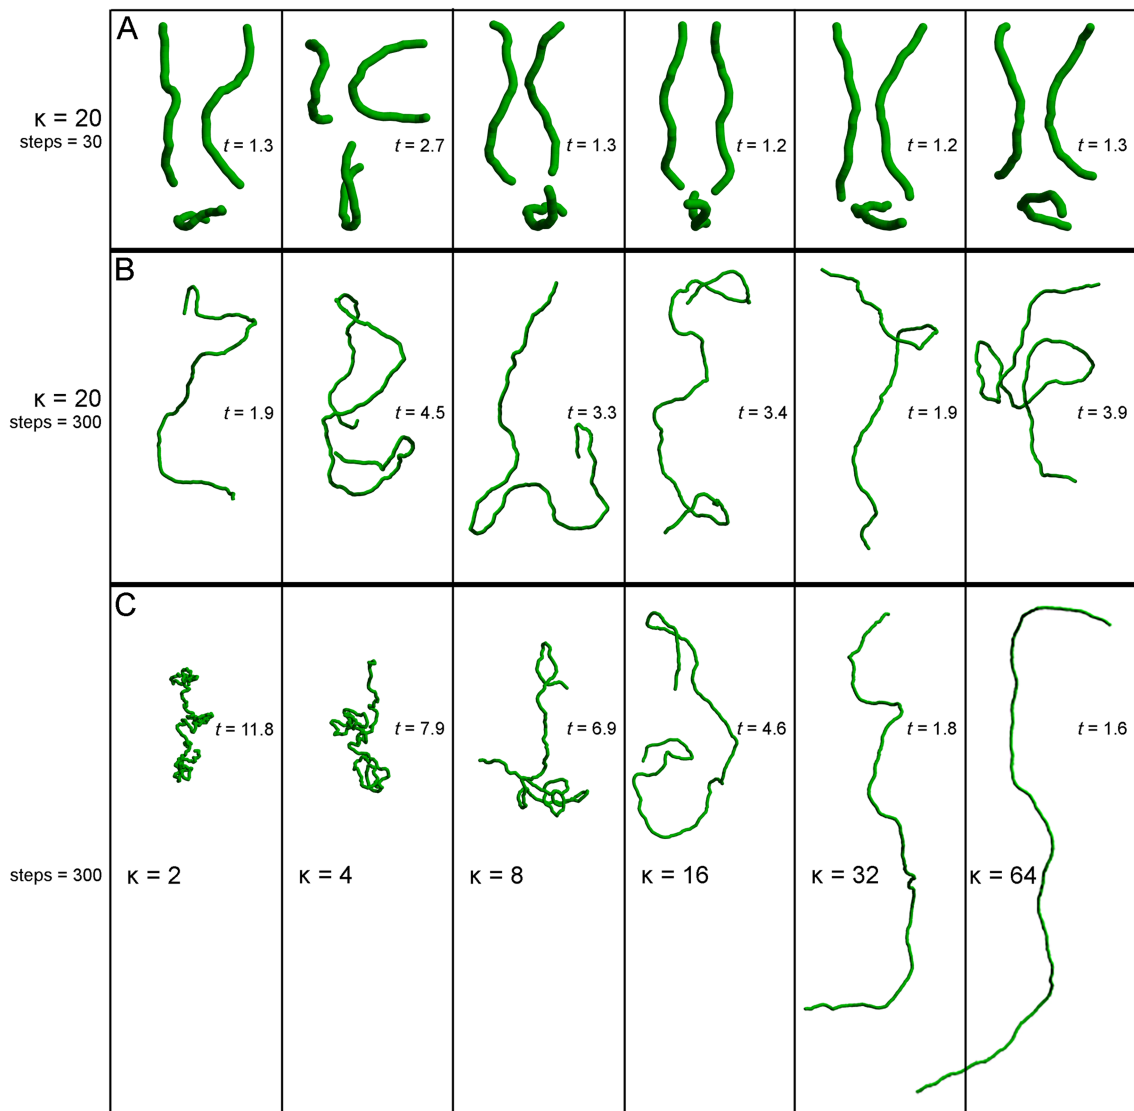 A
κ = 20
steps = 30
t = 1.3
t = 2.7
t = 1.3
t = 1.2
t = 1.2
t = 1.3
B
κ = 20
steps = 300
t = 1.9
t = 4.5
t = 3.3
t = 3.4
t = 1.9
t = 3.9
C
t = 11.8
t = 7.9
t = 6.9
t = 4.6
t = 1.8
t = 1.6
steps = 300
κ = 2
κ = 4
κ = 8
κ = 16
κ = 32
κ = 64